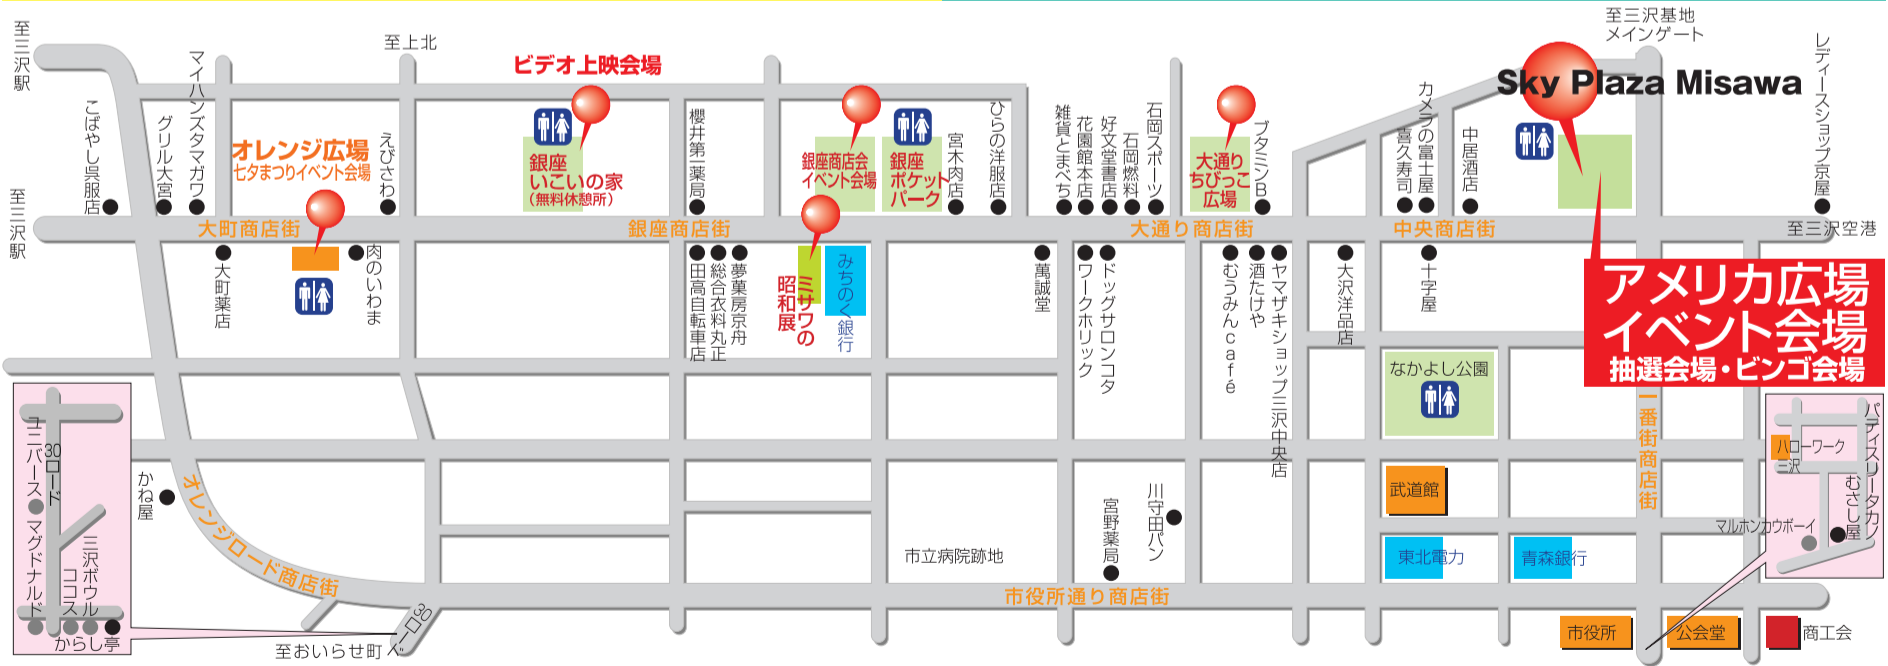 至三沢駅
至上北
ビデオ上映会場
至三沢基地
メインゲート
Sky Plaza Misawa
レディースショップ京屋
こばやし呉服店
グリル大宮
マイハンズタマガワ
オレンジ広場
七夕まつりイベント会場
えびさわ
銀座
いこいの家
(無料休憩所)
櫻井第一薬局
銀座商店会
イベント会場
銀座
ポケット
パーク
宮木肉店
ひらの洋服店
雑貨とまべち
花園館本店
好文堂書店
石岡燃料
石岡スポーツ
大通り
ちびっこ
広場
ブタミンB
カメラの富士屋
喜久寿司
中居酒店
至三沢駅
大町商店街
銀座商店街
大通り商店街
中央商店街
至三沢空港
大町薬店
肉のいわま
田高自転車店
総合衣料丸正
夢菓房京舟
ミサワの
昭和展
みちのく銀行
萬誠堂
ワークホリック
ドッグサロンコタ
むうみんcafé
酒たけや
ヤマザキショップ三沢中央店
大沢洋品店
十字屋
アメリカ広場
イベント会場
抽選会場・ビンゴ会場
なかよし公園
一番街商店街
ユニバース
30ロード
マグドナルド
ココス
三沢ボウル
からし亭
かね屋
オレンジロード商店街
30ロード
至おいらせ町へ
市立病院跡地
宮野薬局
川守田パン
市役所通り商店街
武道館
東北電力
青森銀行
ハローワーク
三沢
パティスリータカノ
むさし屋
マルホンカウボーイ
市役所
公会堂
商工会